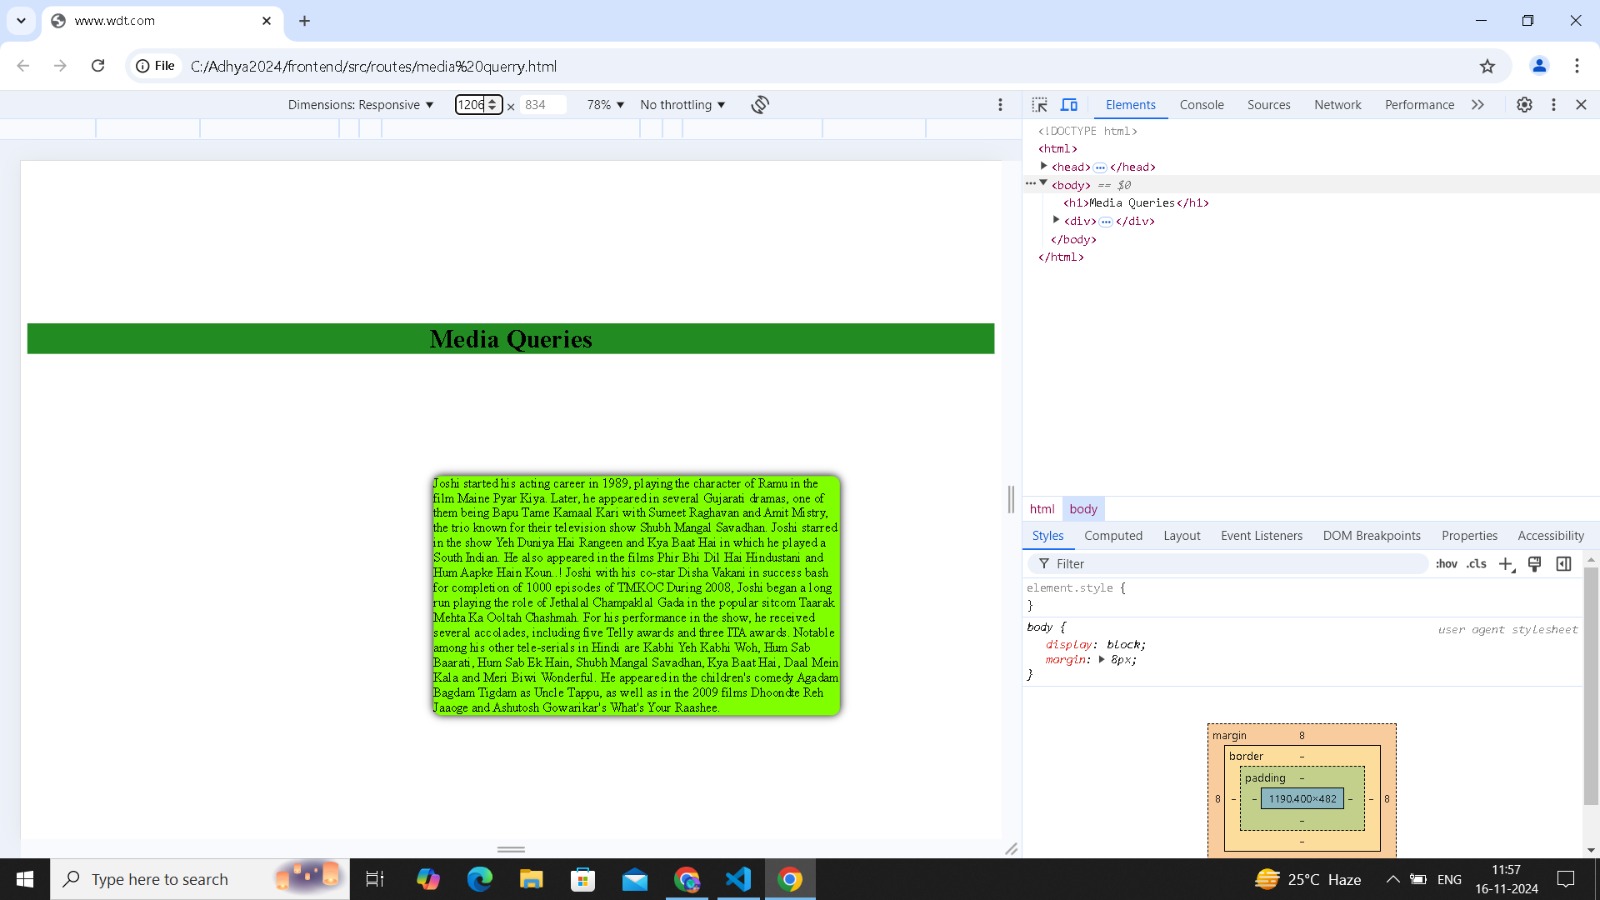 www.wdt.com
File
C:/Adhya2024/frontend/src/routes/media%20querry.html
Dimensions: Responsive 1206 × 834 78% No throttling
Elements Console Sources Network Performance
<!DOCTYPE html>
<html>
<head> ••• </head>
••• <body> == $0
<h1>Media Queries</h1>
<div> ••• </div>
</body>
</html>
Media Queries
Joshi started his acting career in 1989, playing the character of Ramu in the
film Maine Pyar Kiya. Later, he appeared in several Gujarati dramas, one of
them being Bapu Tame Kamaal Kari with Sumeet Raghavan and Amit Mistry,
the trio known for their television show Shubh Mangal Savadhan. Joshi starred
in the show Yeh Duniya Hai Rangeen and Kya Baat Hai in which he played a
South Indian. He also appeared in the films Phir Bhi Dil Hai Hindustani and
Hum Aapke Hain Koun..! Joshi with his co-star Disha Vakani in success bash
for completion of 1000 episodes of TMKOC During 2008, Joshi began a long
run playing the role of Jethalal Champaklal Gada in the popular sitcom Taarak
Mehta Ka Ooltah Chashmah. For his performance in the show, he received
several accolades, including five Telly awards and three ITA awards. Notable
among his other tele-serials in Hindi are Kabhi Yeh Kabhi Woh, Hum Sab
Baarati, Hum Sab Ek Hain, Shubh Mangal Savadhan, Kya Baat Hai, Daal Mein
Kala and Meri Biwi Wonderful. He appeared in the children's comedy Agadam
Bagdam Tigdam as Uncle Tappu, as well as in the 2009 films Dhoondte Reh
Jaaoge and Ashutosh Gowarikar's What's Your Raashee.
html body
Styles Computed Layout Event Listeners DOM Breakpoints Properties Accessibility
Filter
:hov .cls
element.style {
}
body {
user agent stylesheet
display: block;
margin: 8px;
}
margin 8
border -
padding -
8 - - 1190.400×482 - - 8
-
-
Type here to search
25°C Haze
ENG
11:57
16-11-2024